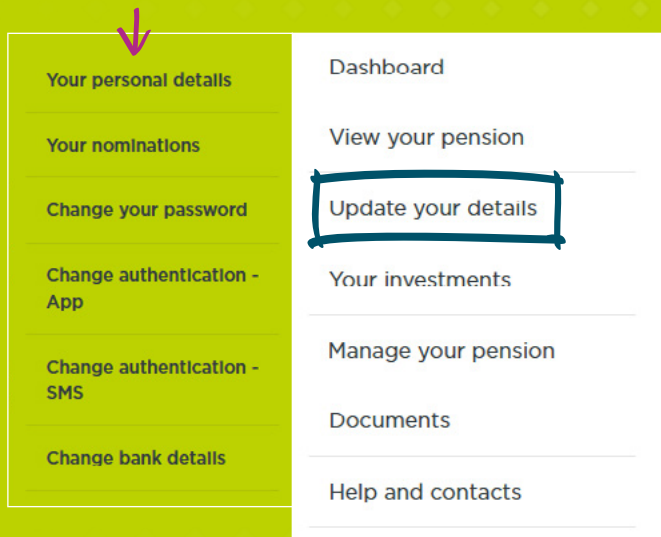 Your personal details
Your nominations
Change your password
Change authentication -
App
Change authentication -
SMS
Change bank details
Dashboard
View your pension
Update your details
Your investments
Manage your pension
Documents
Help and contacts